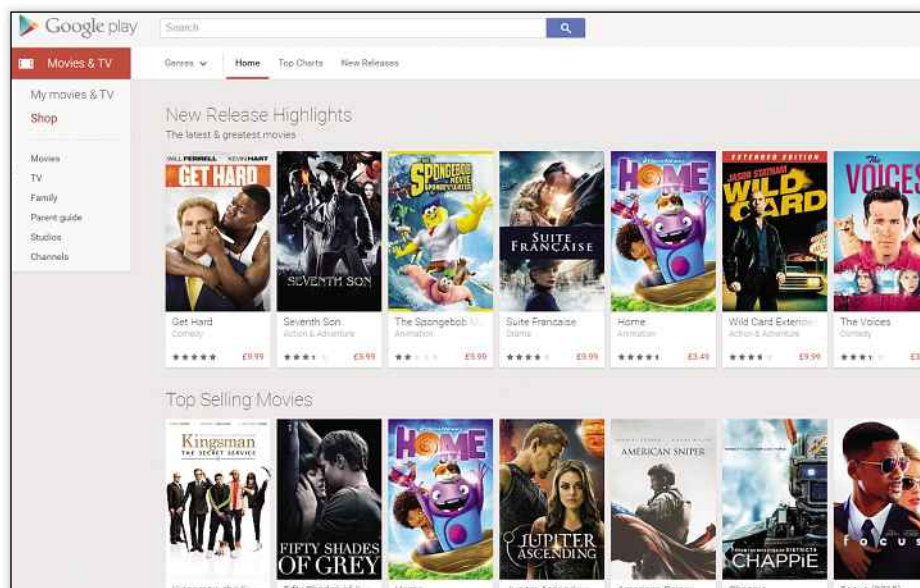 Google play
Search
Movies & TV
Genres
Home
Top Charts
New Releases
My movies & TV
Shop
Movies
TV
Family
Parent guide
Studios
Channels
New Release Highlights
The latest & greatest movies
WILL FERRELL KEVIN HART
GET HARD
SEVENTH SON
THE SPONGEBOB MOVIE
SUITE FRANÇAISE
HOME
EXTENDED EDITION
JASON STATHAM
WILD CARD
The VOICES
Get Hard
Comedy
£9.99
Seventh Son
Action & Adventure
£9.99
The Spongebob
Animation
£9.99
Suite Francaise
Drama
£9.99
Home
Animation
£3.49
Wild Card Extende
Action & Adventure
£9.99
The Voices
Comedy
Top Selling Movies
Kingsman
THE SECRET SERVICE
FIFTY SHADES
OF GREY
HOME
JUPITER
ASCENDING
AMERICAN SNIPER
CHAPPiE
focus